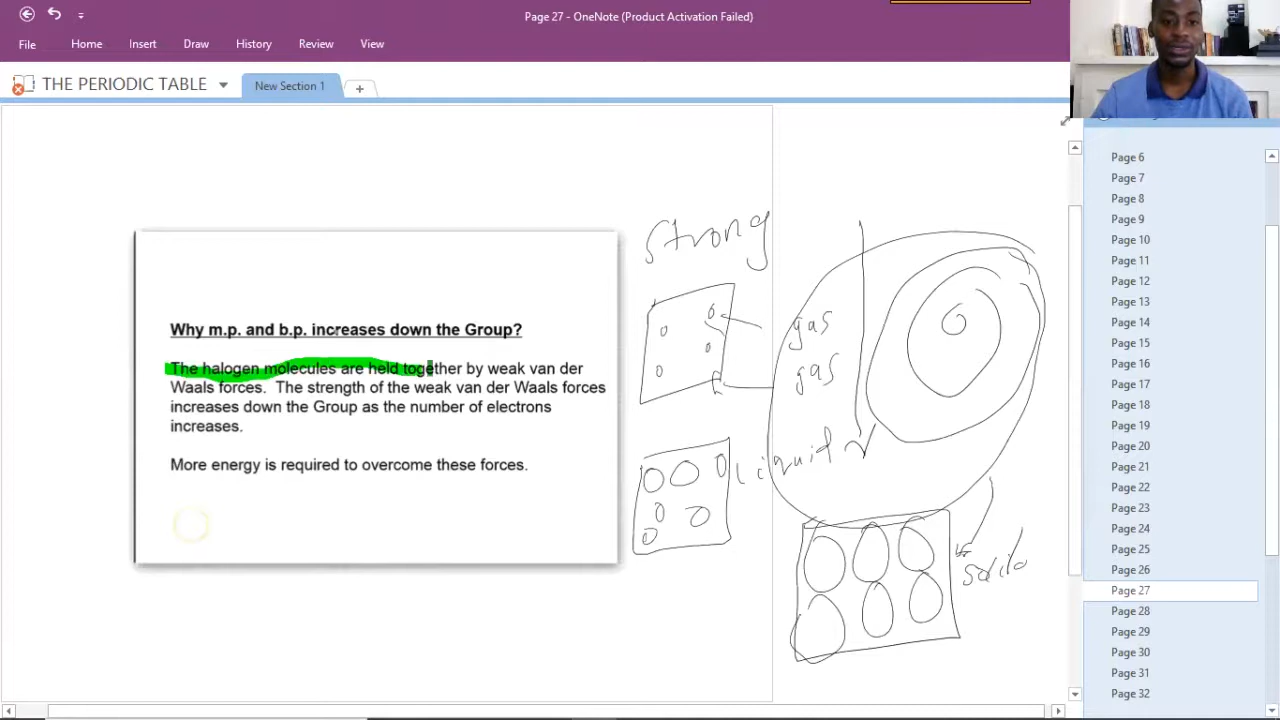 Page 27 - OneNote (Product Activation Failed)
File Home Insert Draw History Review View
THE PERIODIC TABLE New Section 1 +
Why m.p. and b.p. increases down the Group?
The halogen molecules are held together by weak van der
Waals forces. The strength of the weak van der Waals forces
increases down the Group as the number of electrons
increases.
More energy is required to overcome these forces.
strong
gas
gas
liquid
solid
Page 6
Page 7
Page 8
Page 9
Page 10
Page 11
Page 12
Page 13
Page 14
Page 15
Page 16
Page 17
Page 18
Page 19
Page 20
Page 21
Page 22
Page 23
Page 24
Page 25
Page 26
Page 27
Page 28
Page 29
Page 30
Page 31
Page 32